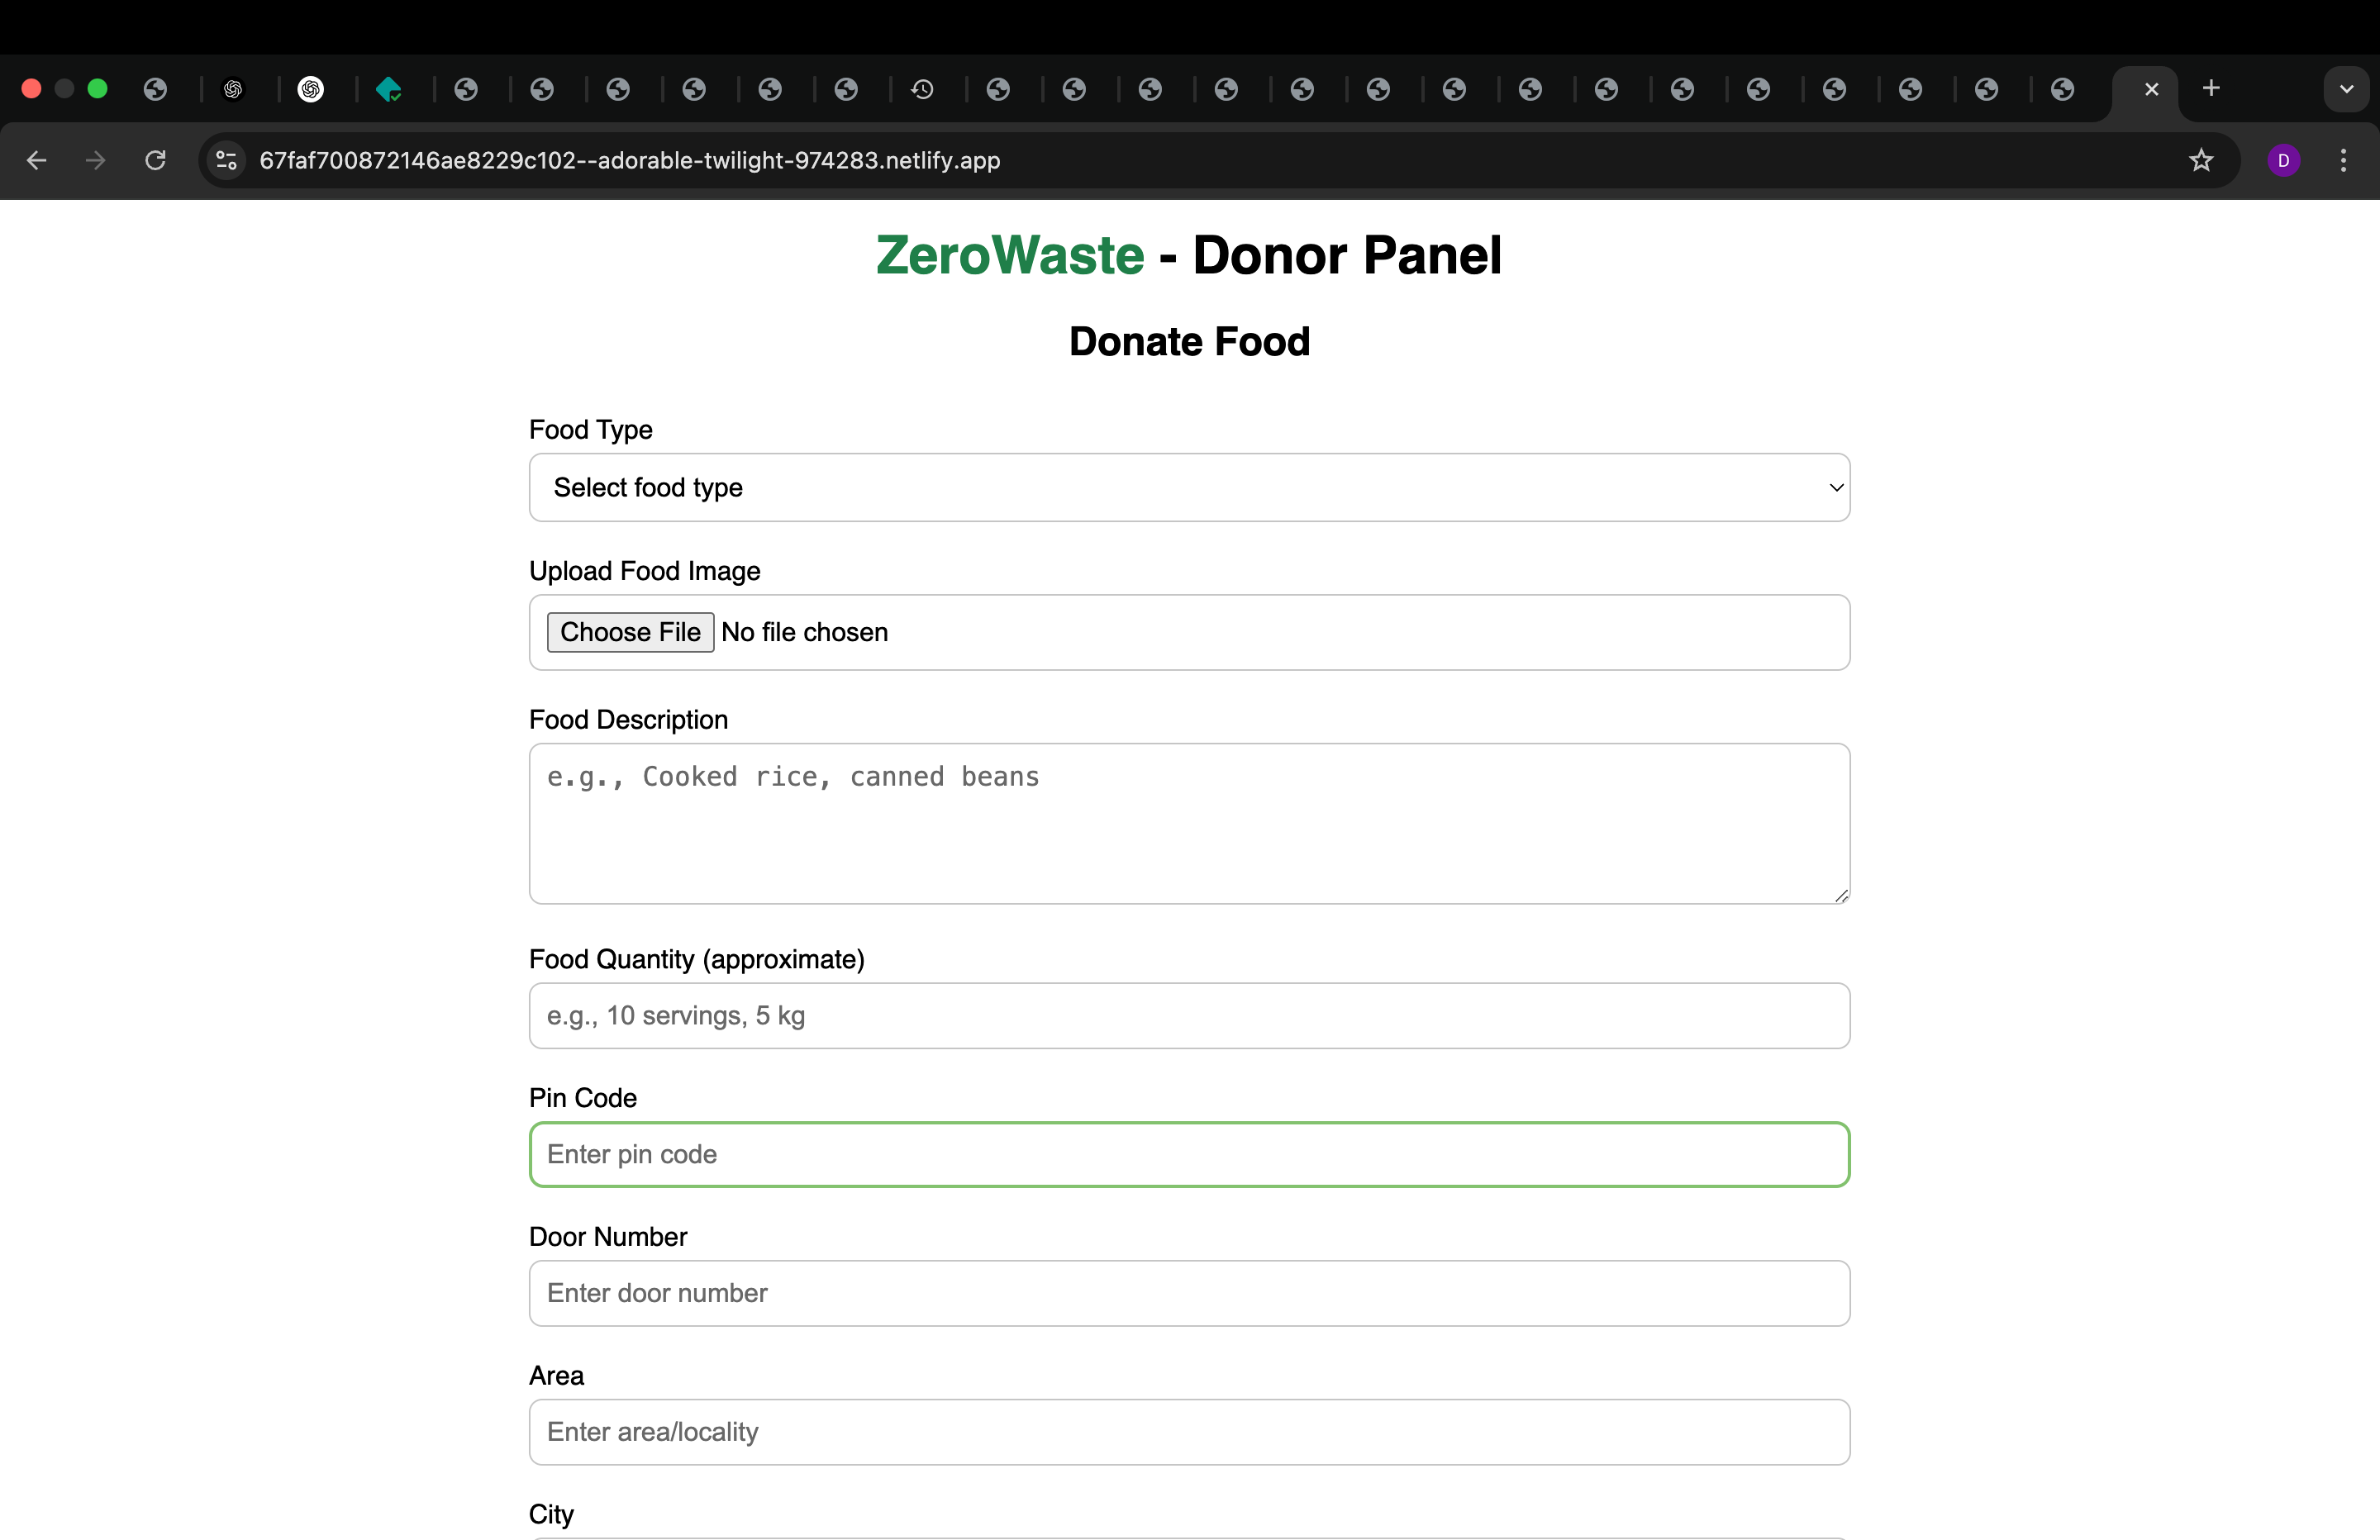 67faf700872146ae8229c102--adorable-twilight-974283.netlify.app
D
ZeroWaste - Donor Panel
Donate Food
Food Type
Select food type
Upload Food Image
Choose File No file chosen
Food Description
e.g., Cooked rice, canned beans
Food Quantity (approximate)
e.g., 10 servings, 5 kg
Pin Code
Enter pin code
Door Number
Enter door number
Area
Enter area/locality
City